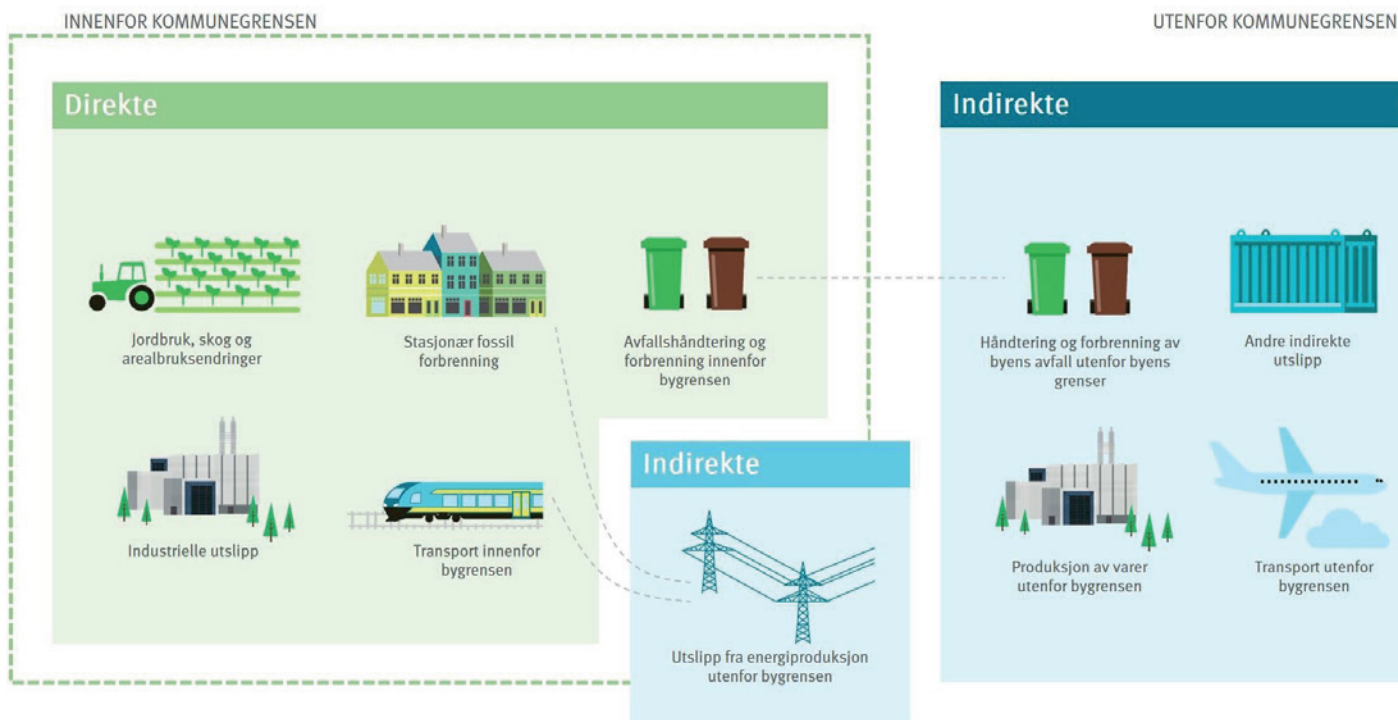 INNENFOR KOMMUNEGRENSEN
UTENFOR KOMMUNEGRENSEN
Direkte
Jordbruk, skog og
arealbruksendringer
Stasjonær fossil
forbrenning
Avfallshåndtering og
forbrenning innenfor
bygrensen
Industrielle utslipp
Transport innenfor
bygrensen
Indirekte
Utslipp fra energiproduksjon
utenfor bygrensen
Indirekte
Håndtering og forbrenning av
byens avfall utenfor byens
grenser
Andre indirekte
utslipp
Produksjon av varer
utenfor bygrensen
Transport utenfor
bygrensen